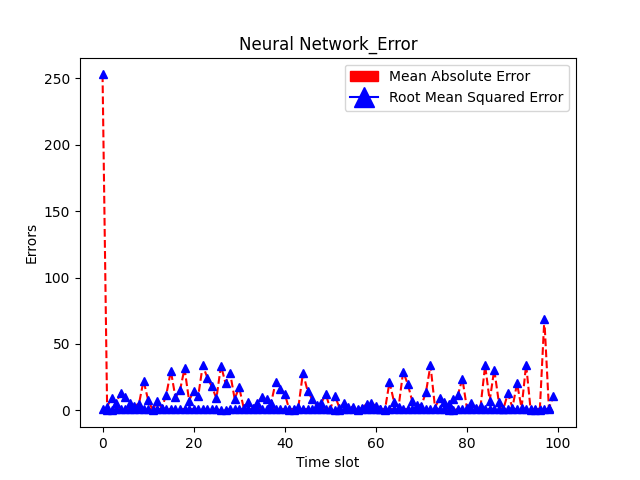 Neural Network_Error
Mean Absolute Error
Root Mean Squared Error
Errors
250
200
150
100
50
0
0 20 40 60 80 100
Time slot